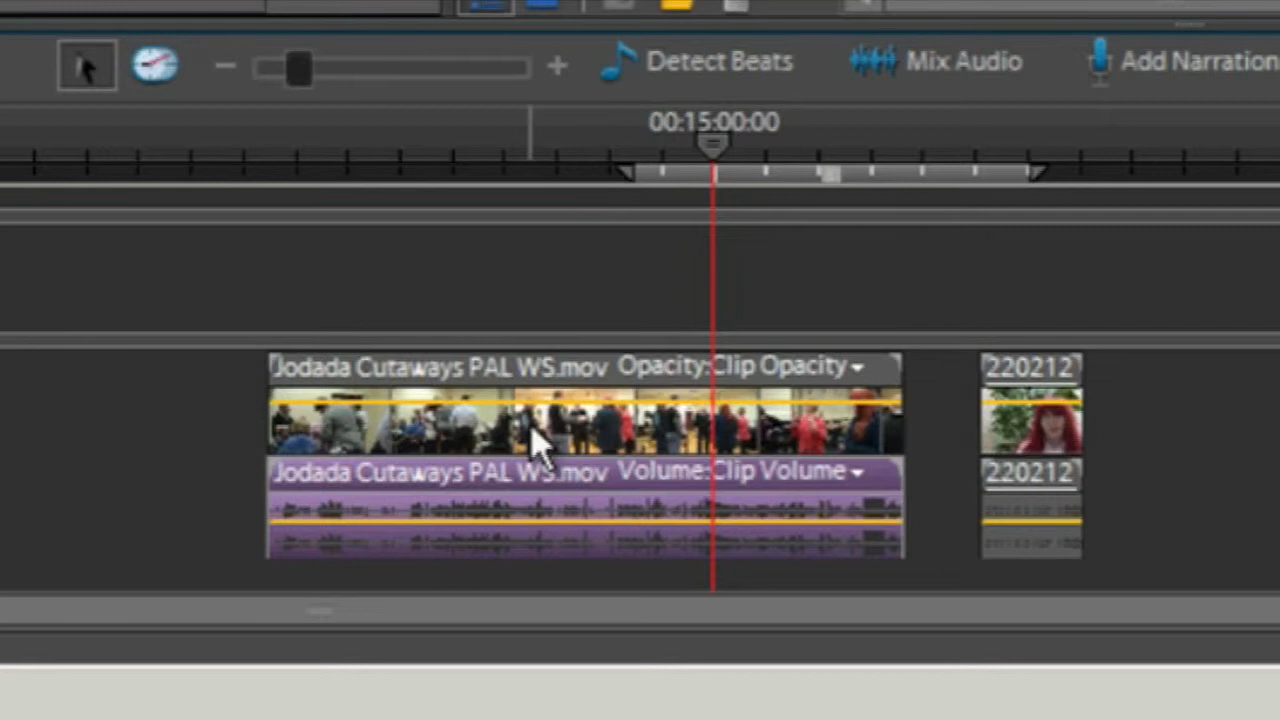 Detect Beats Mix Audio Add Narration
00:15:00:00
Jodada Cutaways PAL WS.mov Opacity:Clip Opacity 220212
Jodada Cutaways PAL WS.mov Volume:Clip Volume 220212